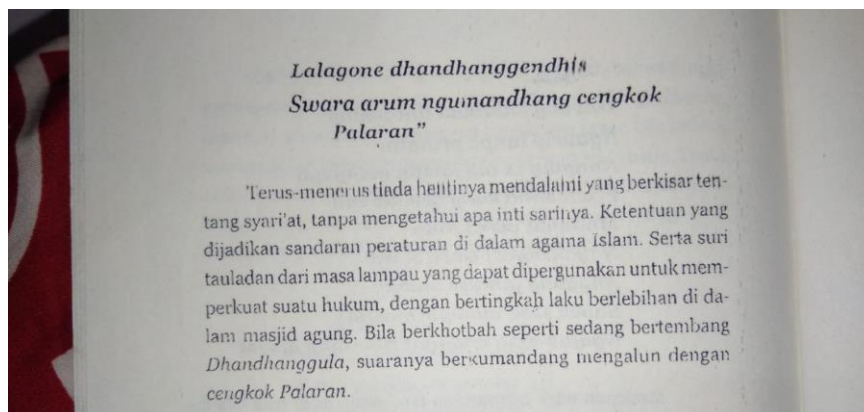 Lalagone dhandhanggendhis
Swara arum ngumandhang cengkok
Palaran”
Terus-menerus tiada hentinya mendalami yang berkisar ten-
tang syari’at, tanpa mengetahui apa inti sarinya. Ketentuan yang
dijadikan sandaran peraturan di dalam agama Islam. Serta suri
tauladan dari masa lampau yang dapat dipergunakan untuk mem-
perkuat suatu hukum, dengan bertingkah laku berlebihan di da-
lam masjid agung. Bila berkhotbah seperti sedang bertembang
Dhandhanggula, suaranya berkumandang mengalun dengan
cengkok Palaran.